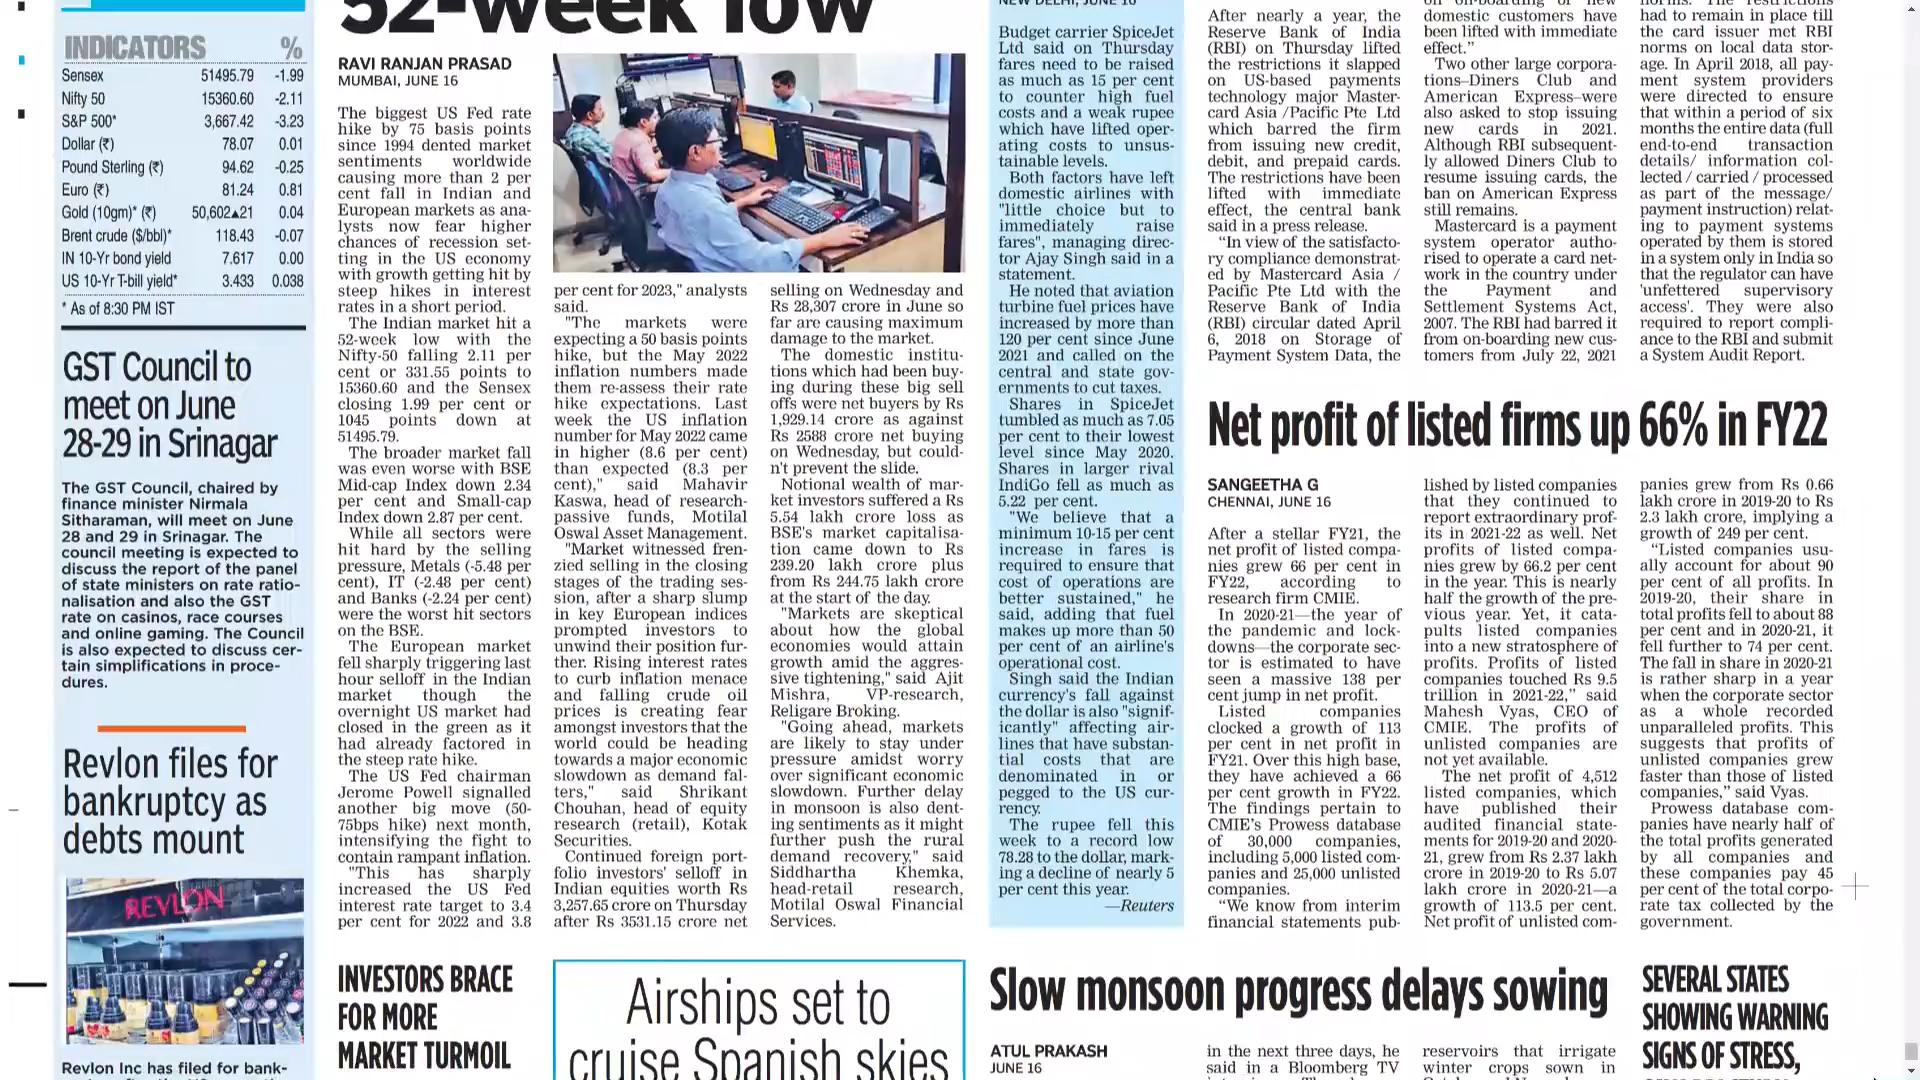 INDICATORS %
Sensex 51495.79 -1.99
Nifty 50 15360.60 -2.11
S&P 500* 3,667.42 -3.23
Dollar (₹) 78.07 0.01
Pound Sterling (₹) 94.62 -0.25
Euro (₹) 81.24 0.81
Gold (10gm)* (₹) 50,602▲21 0.04
Brent crude ($/bbl)* 118.43 -0.07
IN 10-Yr bond yield 7.617 0.00
US 10-Yr T-bill yield* 3.433 0.038
* As of 8:30 PM IST
GST Council to
meet on June
28-29 in Srinagar
The GST Council, chaired by
finance minister Nirmala
Sitharaman, will meet on June
28 and 29 in Srinagar. The
council meeting is expected to
discuss the report of the panel
of state ministers on rate ratio-
nalisation and also the GST
rate on casinos, race courses
and online gaming. The Council
is also expected to discuss cer-
tain simplifications in proce-
dures.
Revlon files for
bankruptcy as
debts mount
REVLON
Revlon Inc has filed for bank-
52-week low
RAVI RANJAN PRASAD
MUMBAI, JUNE 16
The biggest US Fed rate
hike by 75 basis points
since 1994 dented market
sentiments worldwide
causing more than 2 per
cent fall in Indian and
European markets as ana-
lysts now fear higher
chances of recession set-
ting in the US economy
with growth getting hit by
steep hikes in interest
rates in a short period.
The Indian market hit a
52-week low with the
Nifty-50 falling 2.11 per
cent or 331.55 points to
15360.60 and the Sensex
closing 1.99 per cent or
1045 points down at
51495.79.
The broader market fall
was even worse with BSE
Mid-cap Index down 2.34
per cent and Small-cap
Index down 2.87 per cent.
While all sectors were
hit hard by the selling
pressure, Metals (-5.48 per
cent), IT (-2.48 per cent)
and Banks (-2.24 per cent)
were the worst hit sectors
on the BSE.
The European market
fell sharply triggering last
hour selloff in the Indian
market though the
overnight US market had
closed in the green as it
had already factored in
the steep rate hike.
The US Fed chairman
Jerome Powell signalled
another big move (50-
75bps hike) next month,
intensifying the fight to
contain rampant inflation.
"This has sharply
increased the US Fed
interest rate target to 3.4
per cent for 2022 and 3.8
per cent for 2023," analysts
said.
"The markets were
expecting a 50 basis points
hike, but the May 2022
inflation numbers made
them re-assess their rate
hike expectations. Last
week the US inflation
number for May 2022 came
in higher (8.6 per cent)
than expected (8.3 per
cent)," said Mahavir
Kaswa, head of research-
passive funds, Motilal
Oswal Asset Management.
"Market witnessed fren-
zied selling in the closing
stages of the trading ses-
sion, after a sharp slump
in key European indices
prompted investors to
unwind their position fur-
ther. Rising interest rates
to curb inflation menace
and falling crude oil
prices is creating fear
amongst investors that the
world could be heading
towards a major economic
slowdown as demand fal-
ters," said Shrikant
Chouhan, head of equity
research (retail), Kotak
Securities.
Continued foreign port-
folio investors' selloff in
Indian equities worth Rs
3,257.65 crore on Thursday
after Rs 3531.15 crore net
selling on Wednesday and
Rs 28,307 crore in June so
far are causing maximum
damage to the market.
The domestic institu-
tions which had been buy-
ing during these big sell
offs were net buyers by Rs
1,929.14 crore as against
Rs 2588 crore net buying
on Wednesday, but could-
n't prevent the slide.
Notional wealth of mar-
ket investors suffered a Rs
5.54 lakh crore loss as
BSE's market capitalisa-
tion came down to Rs
239.20 lakh crore plus
from Rs 244.75 lakh crore
at the start of the day.
"Markets are skeptical
about how the global
economies would attain
growth amid the aggres-
sive tightening," said Ajit
Mishra, VP-research,
Religare Broking.
"Going ahead, markets
are likely to stay under
pressure amidst worry
over significant economic
slowdown. Further delay
in monsoon is also dent-
ing sentiments as it might
further push the rural
demand recovery," said
Siddhartha Khemka,
head-retail research,
Motilal Oswal Financial
Services.
NEW DELHI, JUNE 16
Budget carrier SpiceJet
Ltd said on Thursday
fares need to be raised
as much as 15 per cent
to counter high fuel
costs and a weak rupee
which have lifted oper-
ating costs to unsus-
tainable levels.
Both factors have left
domestic airlines with
"little choice but to
immediately raise
fares", managing direc-
tor Ajay Singh said in a
statement.
He noted that aviation
turbine fuel prices have
increased by more than
120 per cent since June
2021 and called on the
central and state gov-
ernments to cut taxes.
Shares in SpiceJet
tumbled as much as 7.05
per cent to their lowest
level since May 2020.
Shares in larger rival
IndiGo fell as much as
5.22 per cent.
"We believe that a
minimum 10-15 per cent
increase in fares is
required to ensure that
cost of operations are
better sustained," he
said, adding that fuel
makes up more than 50
per cent of an airline's
operational cost.
Singh said the Indian
currency's fall against
the dollar is also "signif-
icantly" affecting air-
lines that have substan-
tial costs that are
denominated in or
pegged to the US cur-
rency.
The rupee fell this
week to a record low
78.28 to the dollar, mark-
ing a decline of nearly 5
per cent this year.
—Reuters
After nearly a year, the
Reserve Bank of India
(RBI) on Thursday lifted
the restrictions it slapped
on US-based payments
technology major Master-
card Asia /Pacific Pte Ltd
which barred the firm
from issuing new credit,
debit, and prepaid cards.
The restrictions have been
lifted with immediate
effect, the central bank
said in a press release.
“In view of the satisfacto-
ry compliance demonstrat-
ed by Mastercard Asia /
Pacific Pte Ltd with the
Reserve Bank of India
(RBI) circular dated April
6, 2018 on Storage of
Payment System Data, the
on on-boarding of new
domestic customers have
been lifted with immediate
effect.”
Two other large corpora-
tions–Diners Club and
American Express–were
also asked to stop issuing
new cards in 2021.
Although RBI subsequent-
ly allowed Diners Club to
resume issuing cards, the
ban on American Express
still remains.
Mastercard is a payment
system operator autho-
rised to operate a card net-
work in the country under
the Payment and
Settlement Systems Act,
2007. The RBI had barred it
from on-boarding new cus-
tomers from July 22, 2021
norms. The restrictions
had to remain in place till
the card issuer met RBI
norms on local data stor-
age. In April 2018, all pay-
ment system providers
were directed to ensure
that within a period of six
months the entire data (full
end-to-end transaction
details/ information col-
lected / carried / processed
as part of the message/
payment instruction) relat-
ing to payment systems
operated by them is stored
in a system only in India so
that the regulator can have
'unfettered supervisory
access'. They were also
required to report compli-
ance to the RBI and submit
a System Audit Report.
Net profit of listed firms up 66% in FY22
SANGEETHA G
CHENNAI, JUNE 16
After a stellar FY21, the
net profit of listed compa-
nies grew 66 per cent in
FY22, according to
research firm CMIE.
In 2020-21—the year of
the pandemic and lock-
downs—the corporate sec-
tor is estimated to have
seen a massive 138 per
cent jump in net profit.
Listed companies
clocked a growth of 113
per cent in net profit in
FY21. Over this high base,
they have achieved a 66
per cent growth in FY22.
The findings pertain to
CMIE's Prowess database
of 30,000 companies,
including 5,000 listed com-
panies and 25,000 unlisted
companies.
“We know from interim
financial statements pub-
lished by listed companies
that they continued to
report extraordinary prof-
its in 2021-22 as well. Net
profits of listed compa-
nies grew by 66.2 per cent
in the year. This is nearly
half the growth of the pre-
vious year. Yet, it cata-
pults listed companies
into a new stratosphere of
profits. Profits of listed
companies touched Rs 9.5
trillion in 2021-22,” said
Mahesh Vyas, CEO of
CMIE. The profits of
unlisted companies are
not yet available.
The net profit of 4,512
listed companies, which
have published their
audited financial state-
ments for 2019-20 and 2020-
21, grew from Rs 2.37 lakh
crore in 2019-20 to Rs 5.07
lakh crore in 2020-21—a
growth of 113.5 per cent.
Net profit of unlisted com-
panies grew from Rs 0.66
lakh crore in 2019-20 to Rs
2.3 lakh crore, implying a
growth of 249 per cent.
“Listed companies usu-
ally account for about 90
per cent of all profits. In
2019-20, their share in
total profits fell to about 88
per cent and in 2020-21, it
fell further to 74 per cent.
The fall in share in 2020-21
is rather sharp in a year
when the corporate sector
as a whole recorded
unparalleled profits. This
suggests that profits of
unlisted companies grew
faster than those of listed
companies,” said Vyas.
Prowess database com-
panies have nearly half of
the total profits generated
by all companies and
these companies pay 45
per cent of the total corpo-
rate tax collected by the
government.
INVESTORS BRACE
FOR MORE
MARKET TURMOIL
Airships set to
cruise Spanish skies
Slow monsoon progress delays sowing
ATUL PRAKASH
JUNE 16
in the next three days, he
said in a Bloomberg TV
reservoirs that irrigate
winter crops sown in
SEVERAL STATES
SHOWING WARNING
SIGNS OF STRESS,